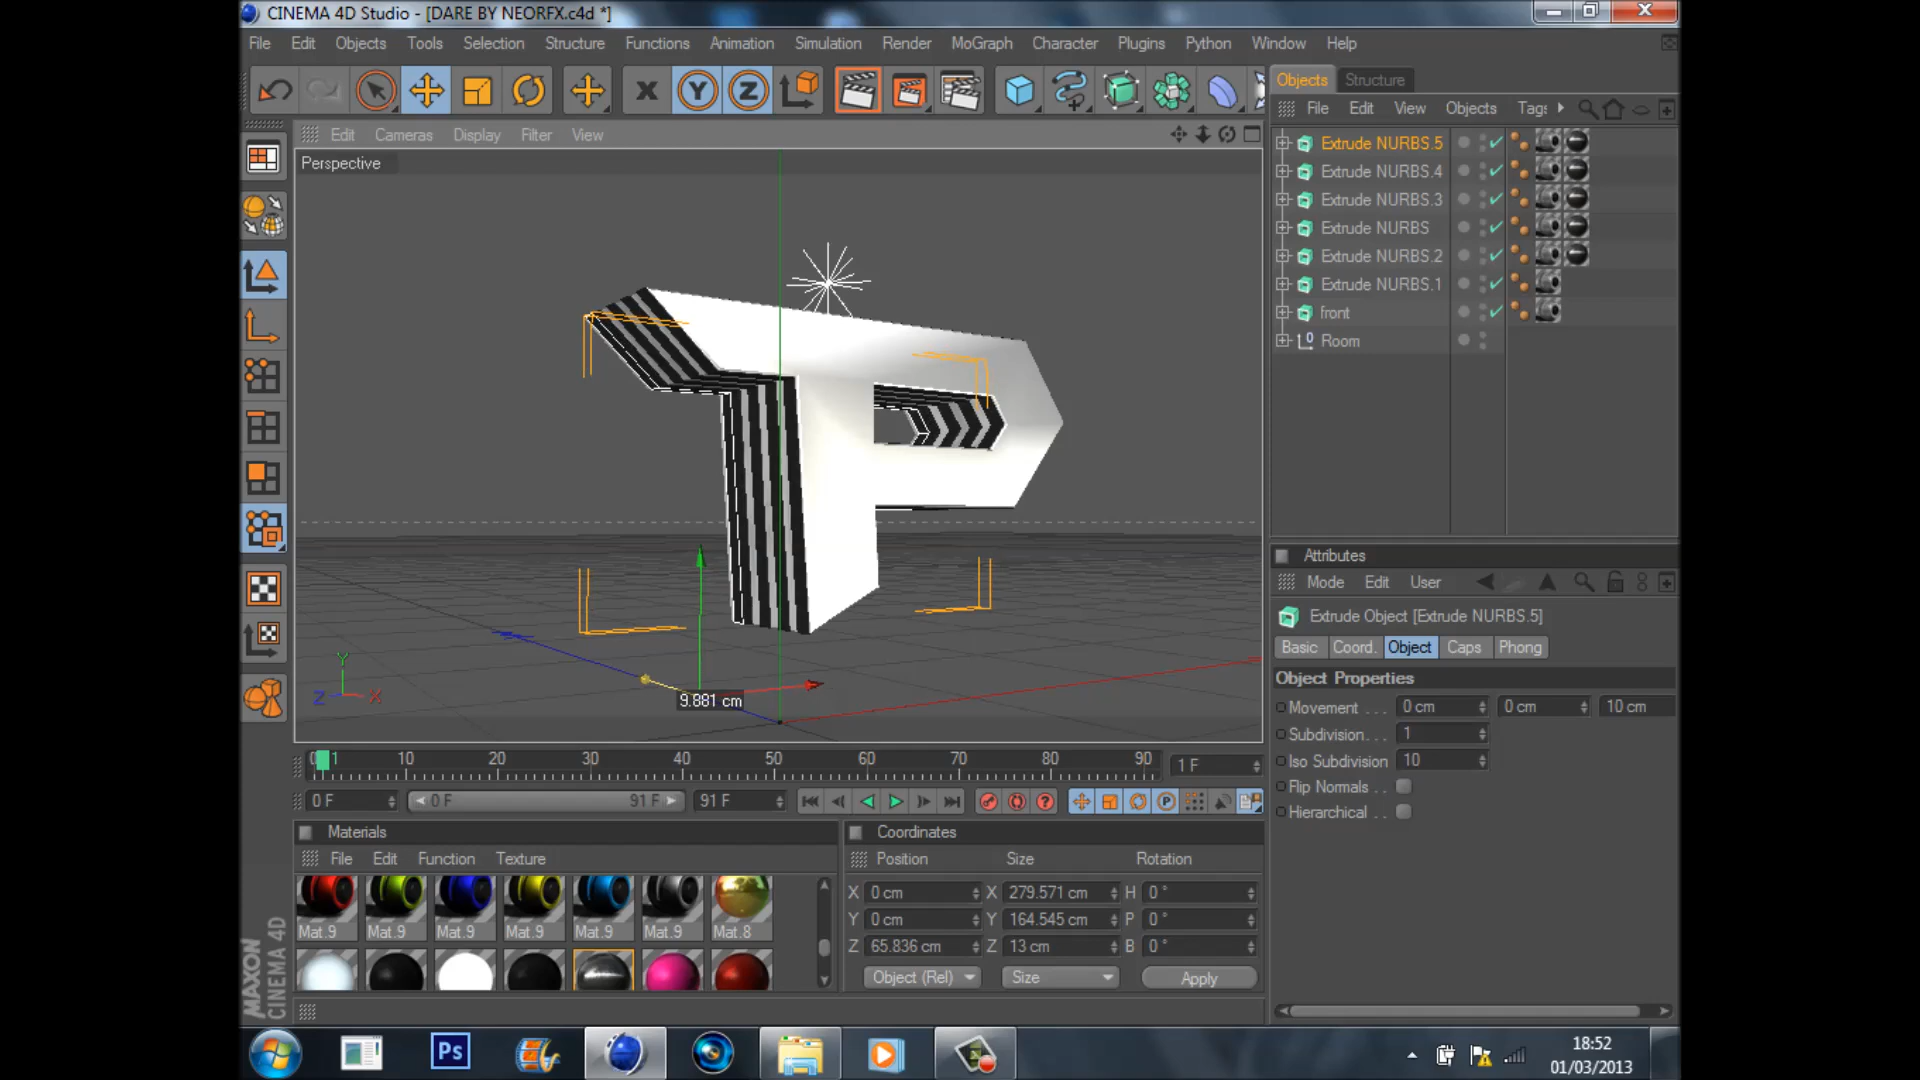 CINEMA 4D Studio - [DARE BY NEORFX.c4d *]
File Edit Objects Tools Selection Structure Functions Animation Simulation Render MoGraph Character Plugins Python Window Help
X Y Z
Objects Structure
File Edit View Objects Tags
Edit Cameras Display Filter View
Perspective
Extrude NURBS.5
Extrude NURBS.4
Extrude NURBS.3
Extrude NURBS
Extrude NURBS.2
Extrude NURBS.1
front
0 Room
Y
Z X
9.881 cm
Attributes
Mode Edit User
Extrude Object [Extrude NURBS.5]
Basic Coord. Object Caps Phong
Object Properties
Movement . . . 0 cm 0 cm 10 cm
Subdivision. . . 1
Iso Subdivision 10
Flip Normals . .
Hierarchical . .
0 1 10 20 30 40 50 60 70 80 90 1 F
0 F 0 F 91 F 91 F
? P
Materials
File Edit Function Texture
Mat.9 Mat.9 Mat.9 Mat.9 Mat.9 Mat.9 Mat.8
Coordinates
Position Size Rotation
X 0 cm X 279.571 cm H 0 °
Y 0 cm Y 164.545 cm P 0 °
Z 65.836 cm Z 13 cm B 0 °
Object (Rel) Size Apply
MAXON
CINEMA 4D
Ps
18:52
01/03/2013